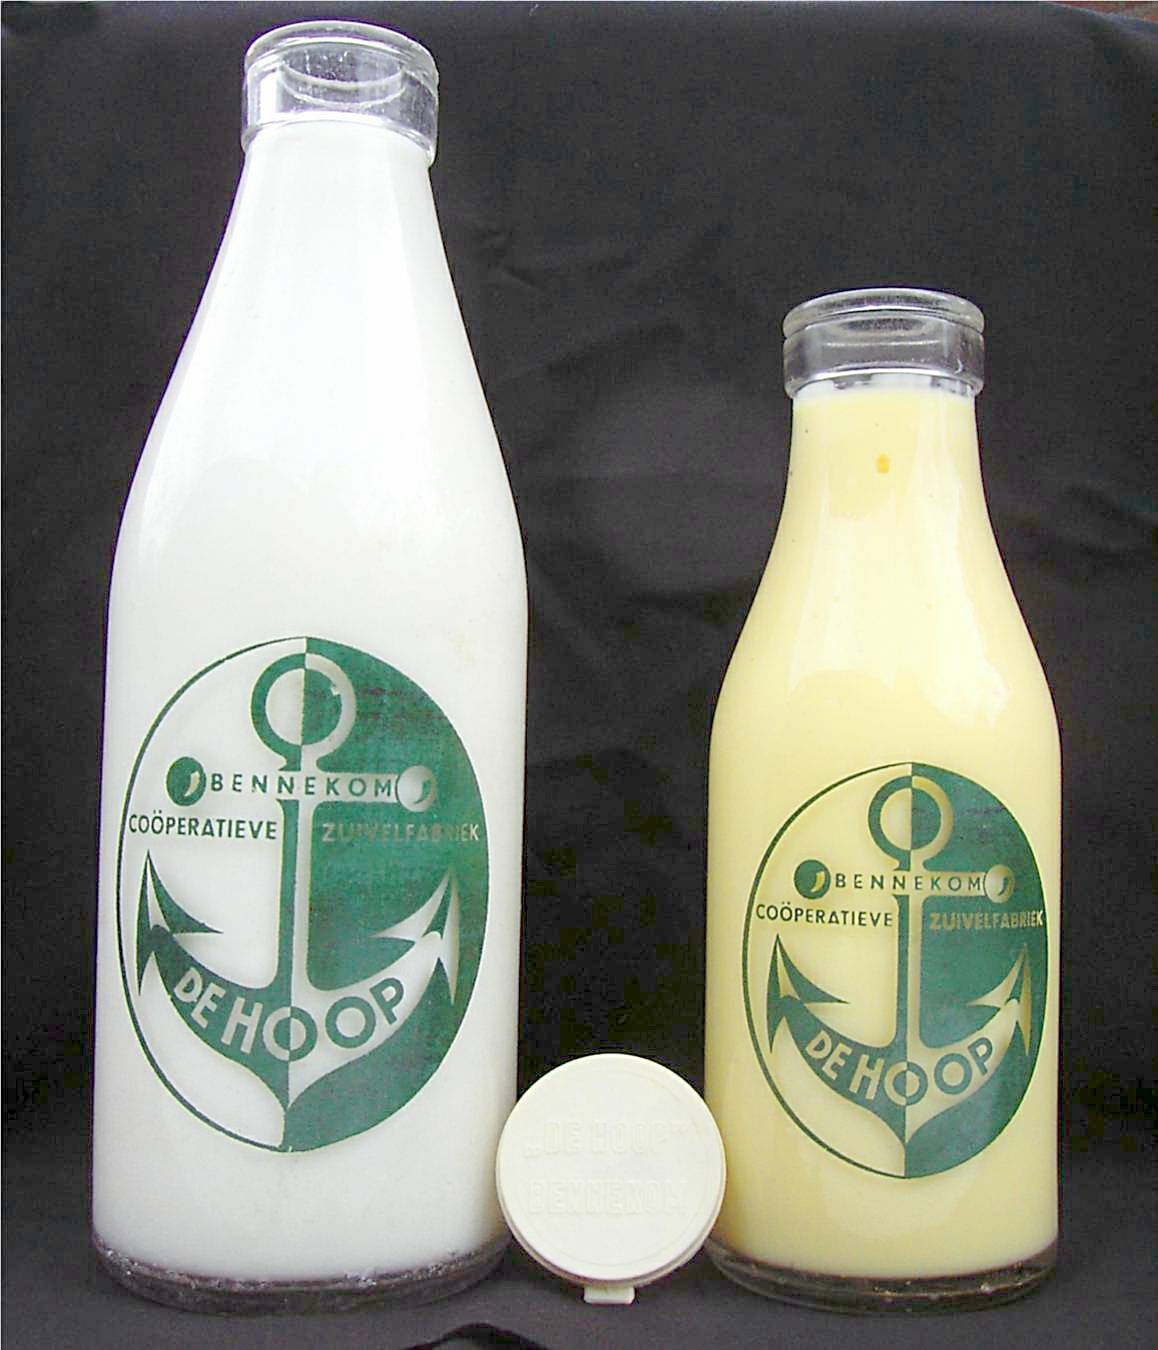 BENNEKOM
COÖPERATIEVE ZUIVELFABRIEK
DE HOOP
BENNEKOM
COÖPERATIEVE ZUIVELFABRIEK
DE HOOP
„DE HOOP”
BENNEKOM